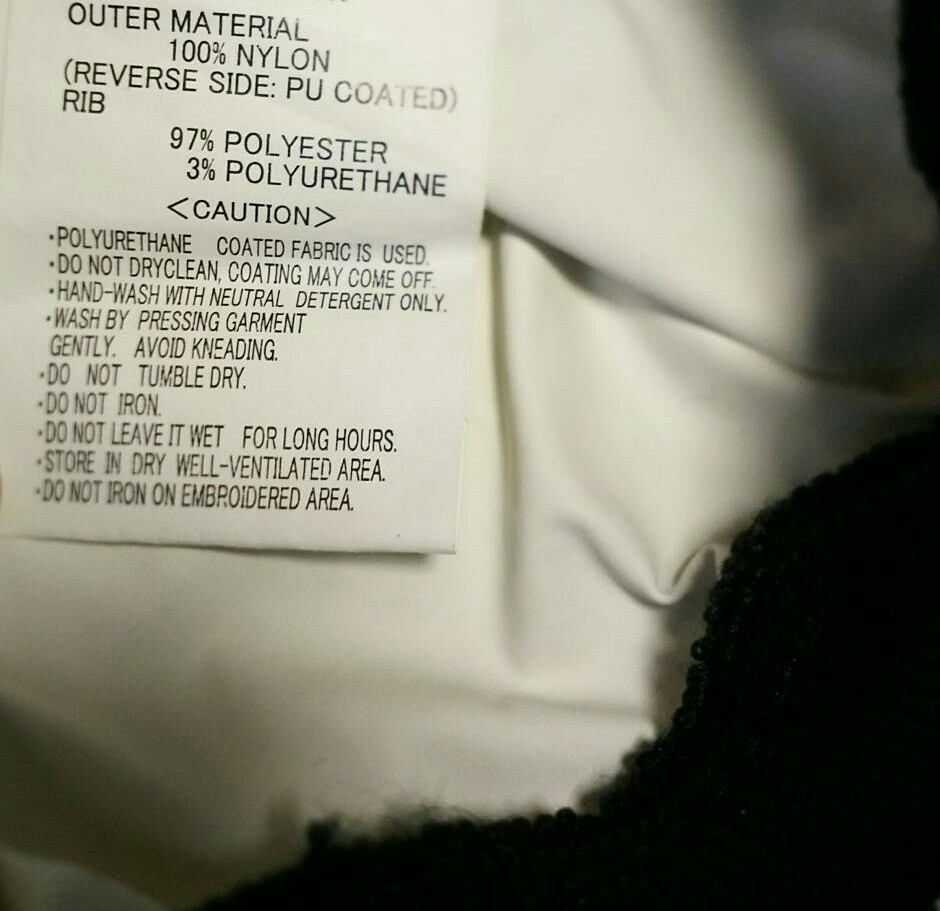 OUTER MATERIAL
100% NYLON
(REVERSE SIDE: PU COATED)
RIB
97% POLYESTER
3% POLYURETHANE
<CAUTION>
・POLYURETHANE COATED FABRIC IS USED.
・DO NOT DRYCLEAN, COATING MAY COME OFF.
・HAND-WASH WITH NEUTRAL DETERGENT ONLY.
・WASH BY PRESSING GARMENT
GENTLY. AVOID KNEADING.
・DO NOT TUMBLE DRY.
・DO NOT IRON.
・DO NOT LEAVE IT WET FOR LONG HOURS.
・STORE IN DRY WELL-VENTILATED AREA.
・DO NOT IRON ON EMBROIDERED AREA.